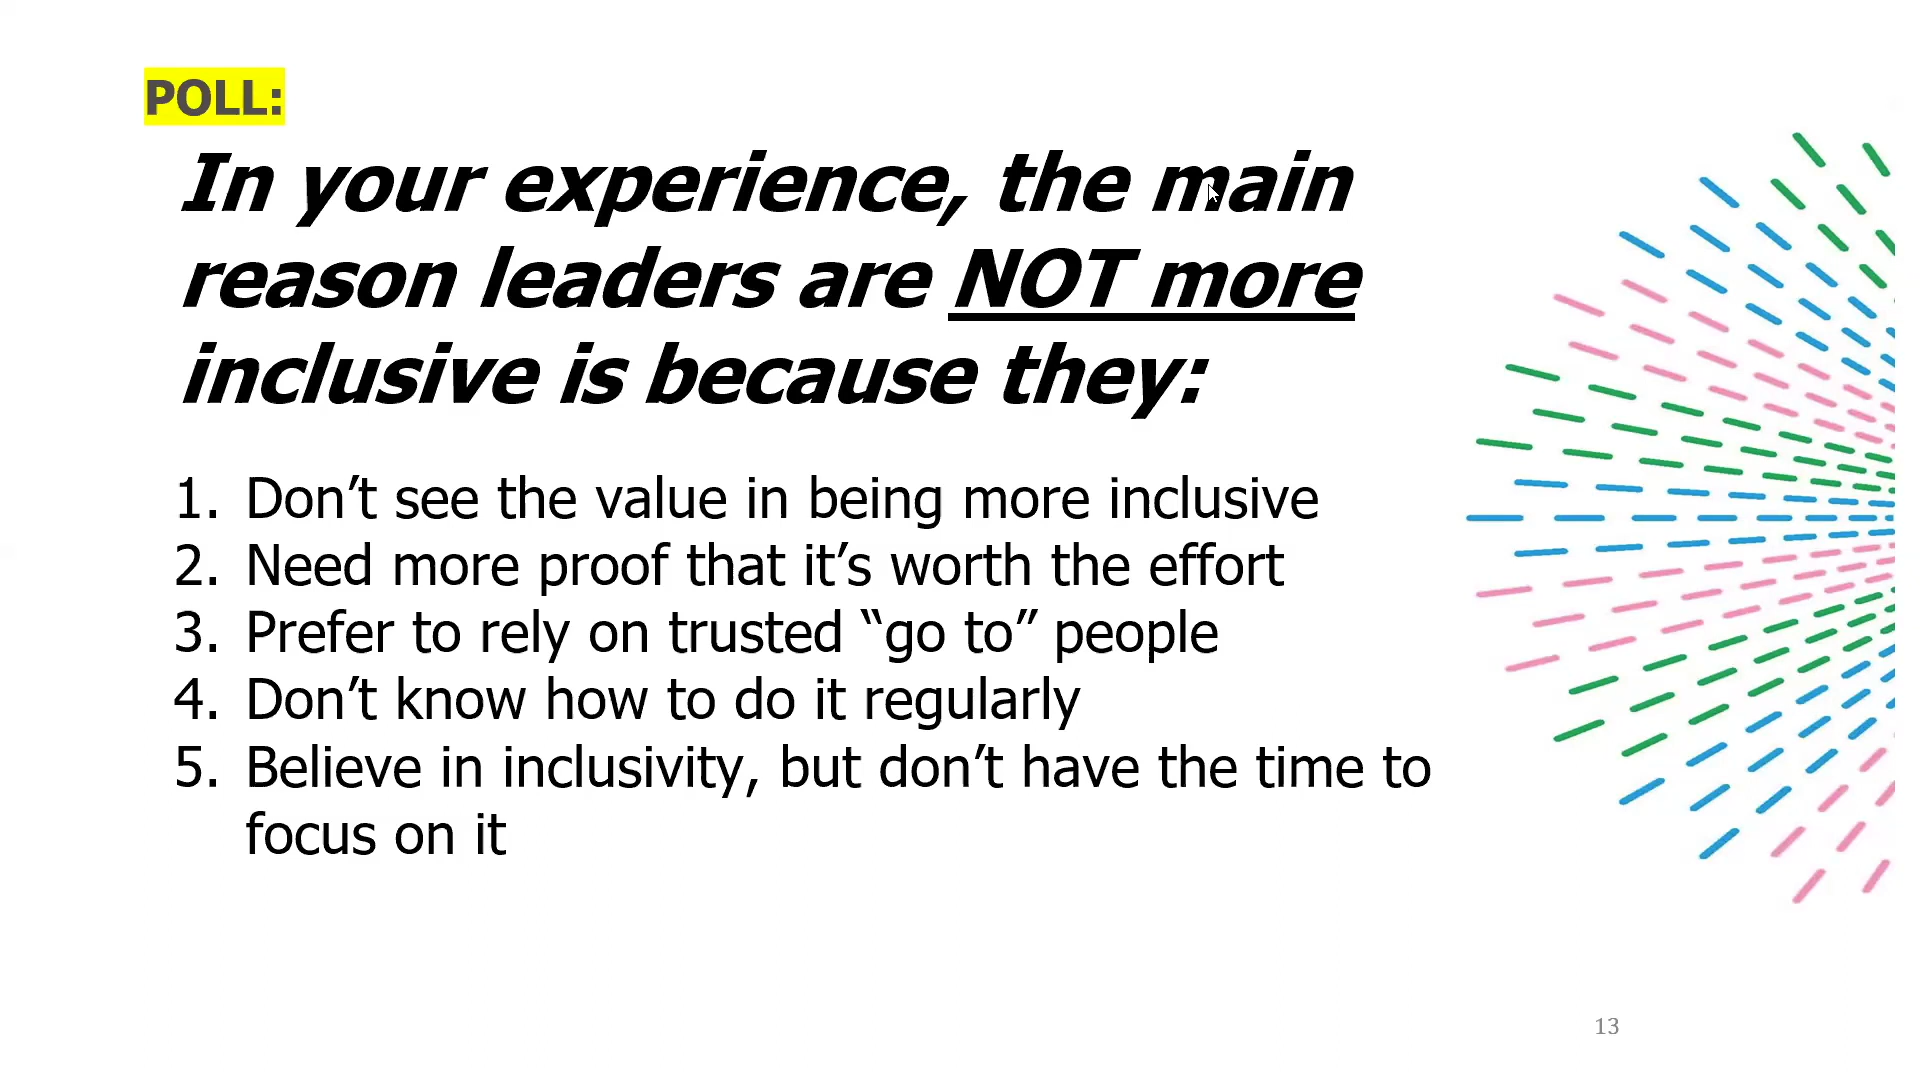 POLL:
In your experience, the main
reason leaders are NOT more
inclusive is because they:
1. Don’t see the value in being more inclusive
2. Need more proof that it’s worth the effort
3. Prefer to rely on trusted “go to” people
4. Don’t know how to do it regularly
5. Believe in inclusivity, but don’t have the time to
focus on it
13